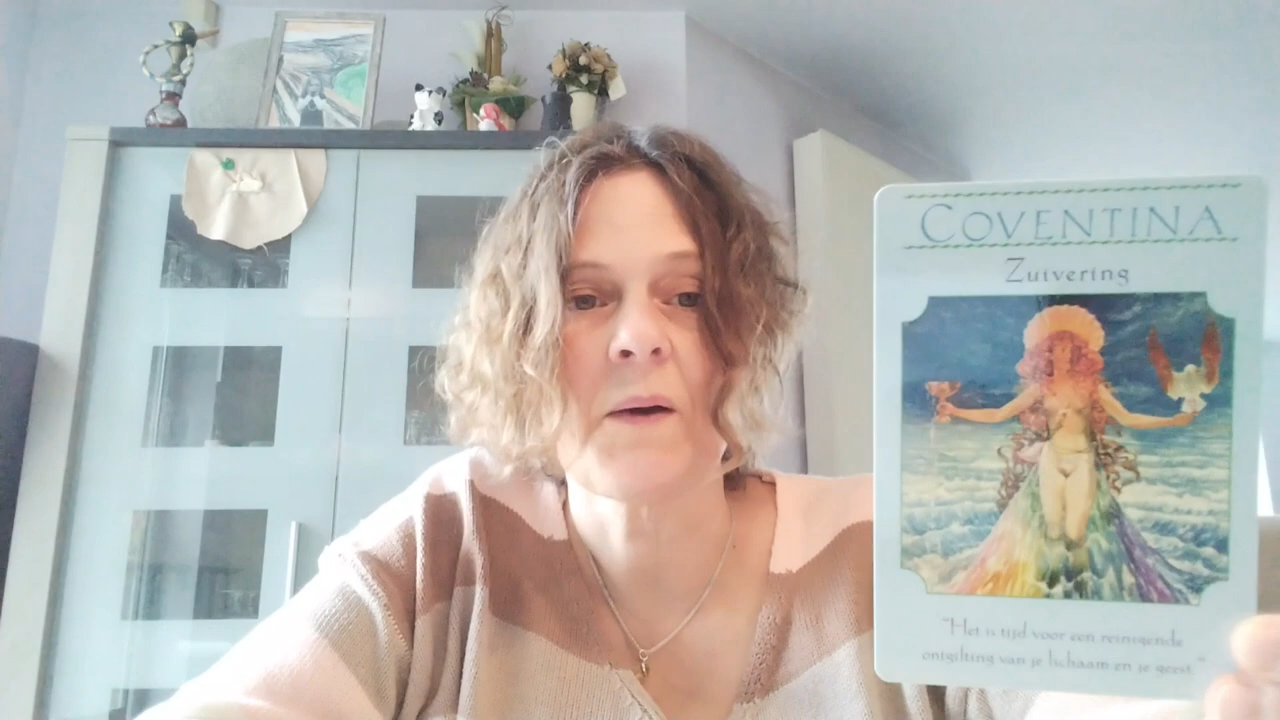 COVENTINA
Zuivering
"Het is tijd voor een reinigende
ontgifting van je lichaam en je geest."